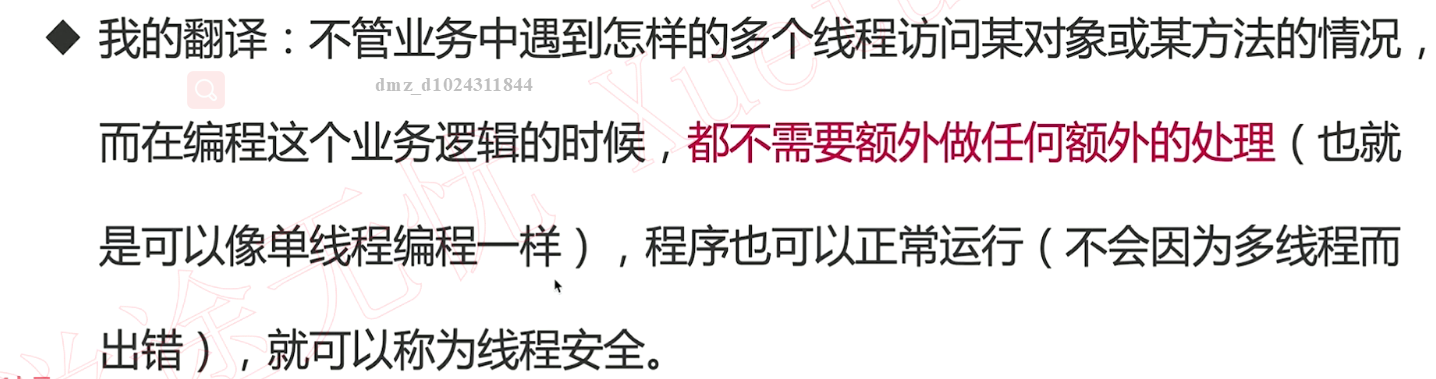 ◆ 我的翻译：不管业务中遇到怎样的多个线程访问某对象或某方法的情况，
dmz_d1024311844
而在编程这个业务逻辑的时候，都不需要额外做任何额外的处理（也就
是可以像单线程编程一样），程序也可以正常运行（不会因为多线程而
出错），就可以称为线程安全。